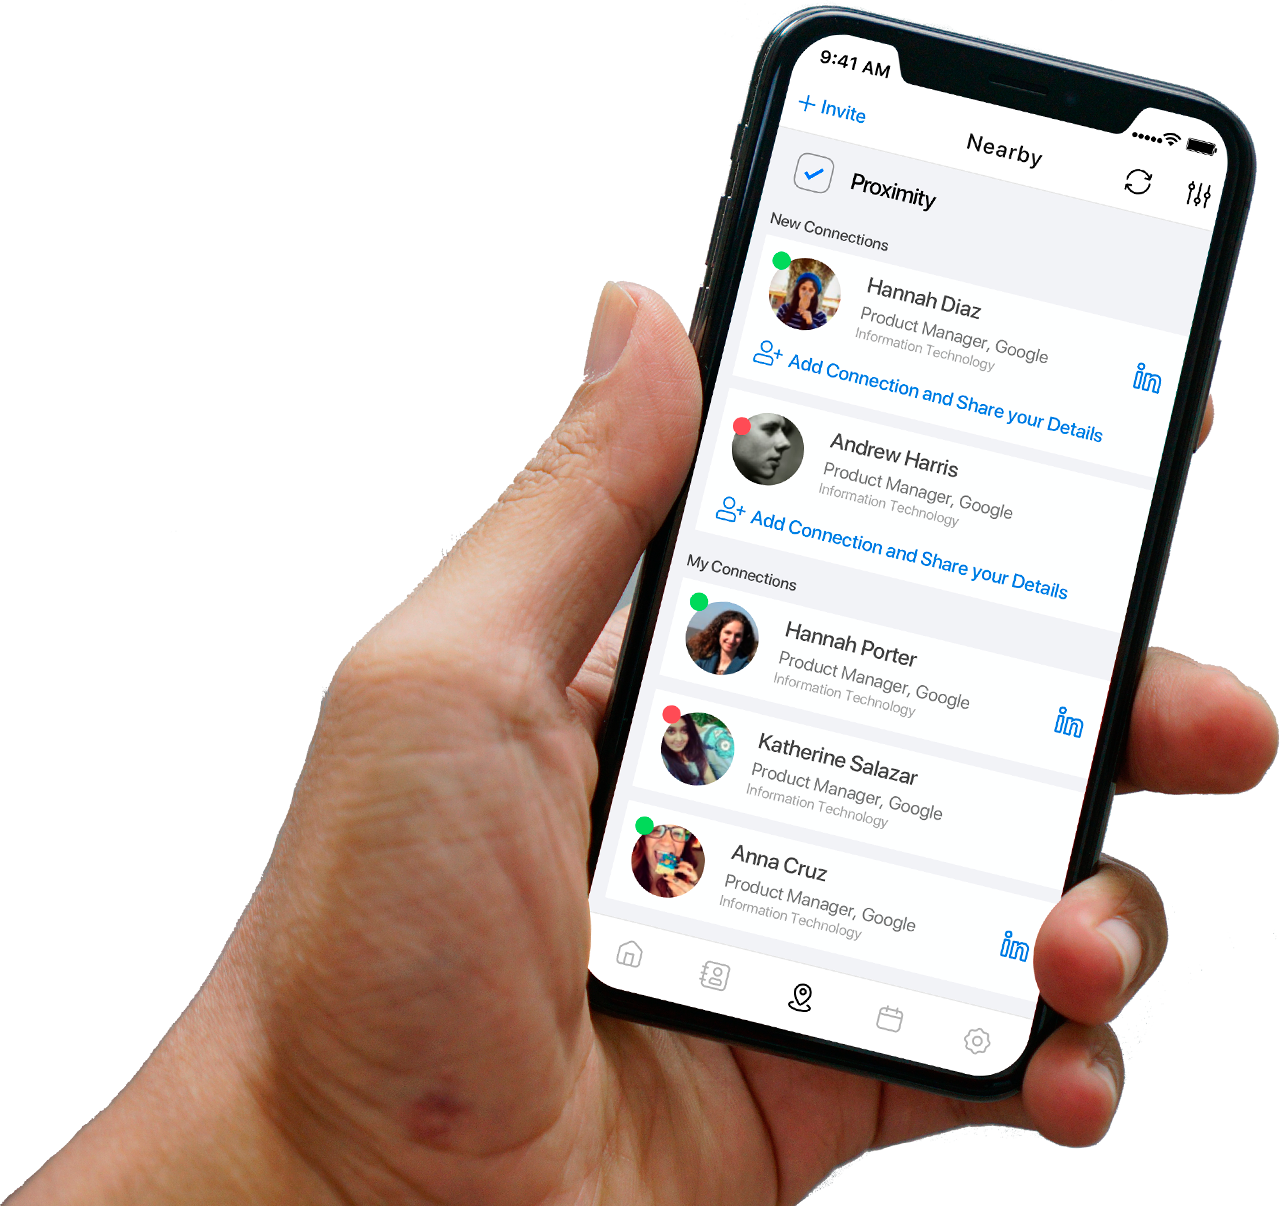 9:41 AM
+ Invite
Nearby
Proximity
New Connections
Hannah Diaz
Product Manager, Google
Information Technology
in
Add Connection and Share your Details
Andrew Harris
Product Manager, Google
Information Technology
Add Connection and Share your Details
My Connections
Hannah Porter
Product Manager, Google
Information Technology
in
Katherine Salazar
Product Manager, Google
Information Technology
Anna Cruz
Product Manager, Google
Information Technology
in